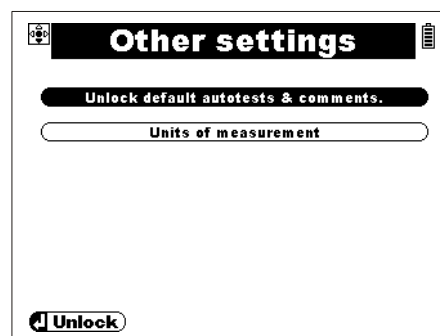 Other settings
Unlock default autotests & comments.
Units of measurement
Unlock